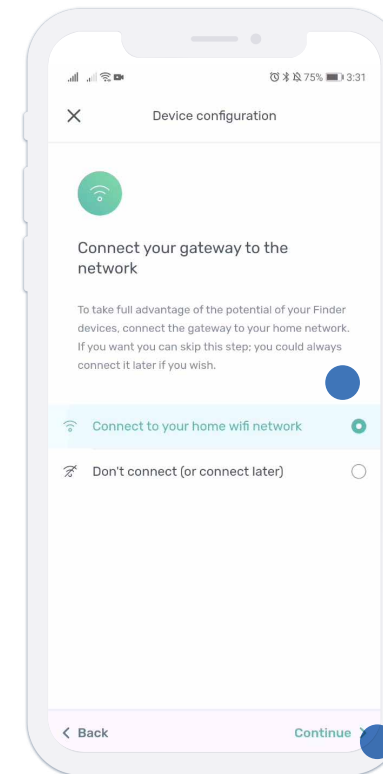 75% 3:31
Device configuration
Connect your gateway to the
network
To take full advantage of the potential of your Finder
devices, connect the gateway to your home network.
If you want you can skip this step; you could always
connect it later if you wish.
Connect to your home wifi network
Don't connect (or connect later)
Back
Continue